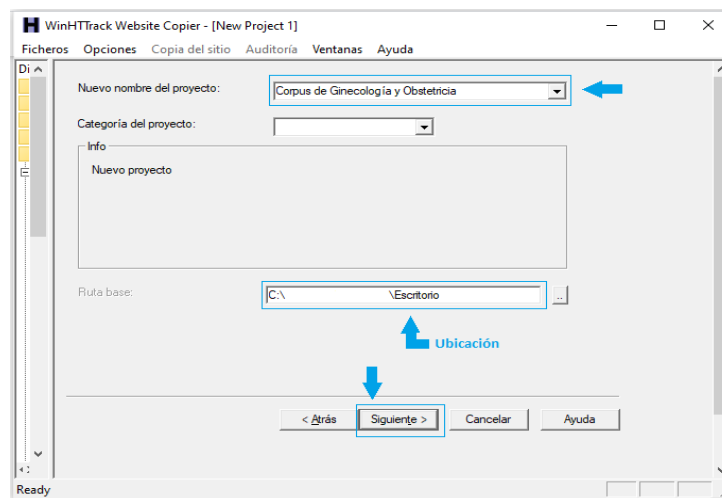 WinHTTrack Website Copier - [New Project 1]
Ficheros Opciones Copia del sitio Auditoría Ventanas Ayuda
Di
Nuevo nombre del proyecto: Corpus de Ginecología y Obstetricia
Categoría del proyecto:
Info
Nuevo proyecto
Ruta base: C:\ \Escritorio ..
Ubicación
< Atrás Siguiente > Cancelar Ayuda
Ready